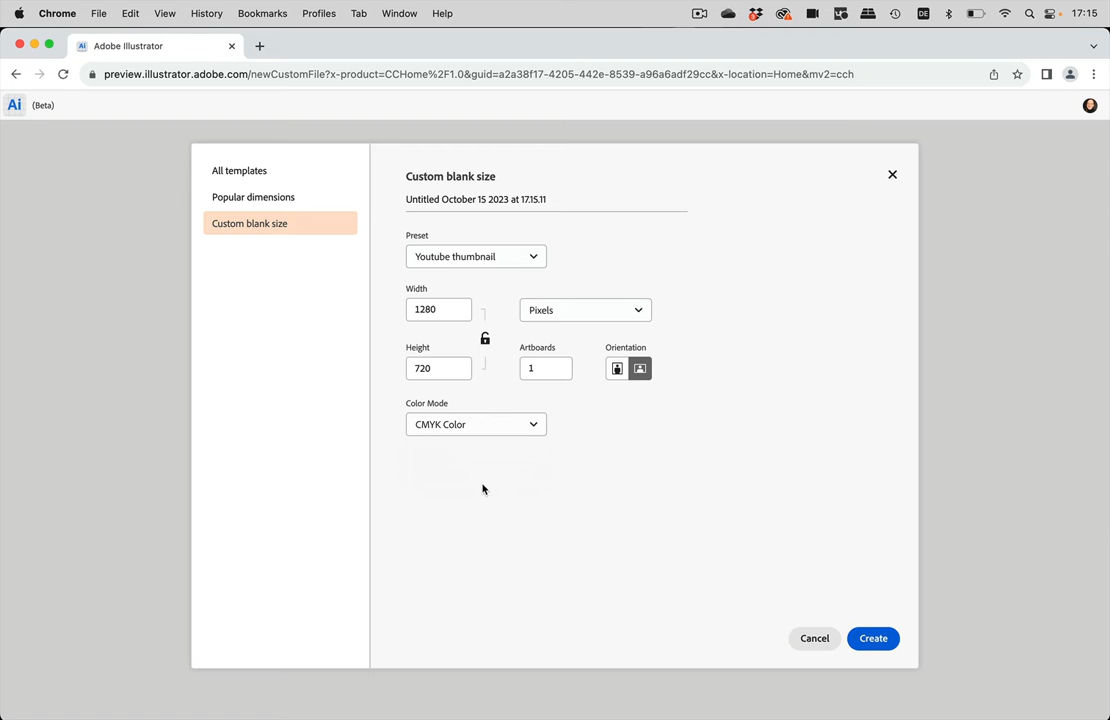 Chrome File Edit View History Bookmarks Profiles Tab Window Help DE 17:15
Ai Adobe Illustrator
preview.illustrator.adobe.com/newCustomFile?x-product=CCHome%2F1.0&guid=a2a38f17-4205-442e-8539-a96a6adf29cc&x-location=Home&mv2=cch
Ai (Beta)
All templates
Popular dimensions
Custom blank size
Custom blank size
Untitled October 15 2023 at 17.15.11
Preset
Youtube thumbnail
Width
1280 Pixels
Height Artboards Orientation
720 1
Color Mode
CMYK Color
Cancel Create